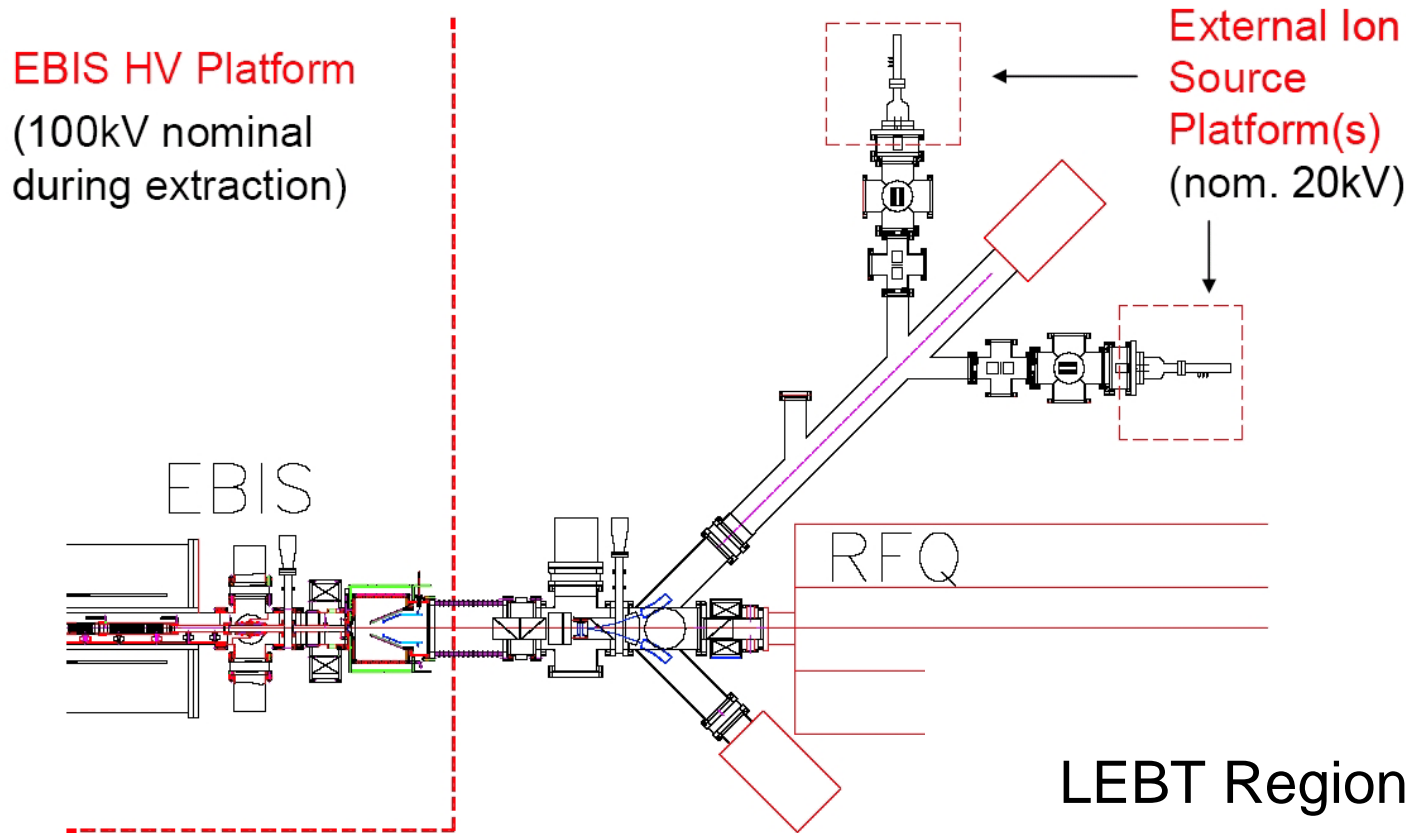 EBIS HV Platform
(100kV nominal
during extraction)
External Ion
Source
Platform(s)
(nom. 20kV)
EBIS
RFQ
LEBT Region